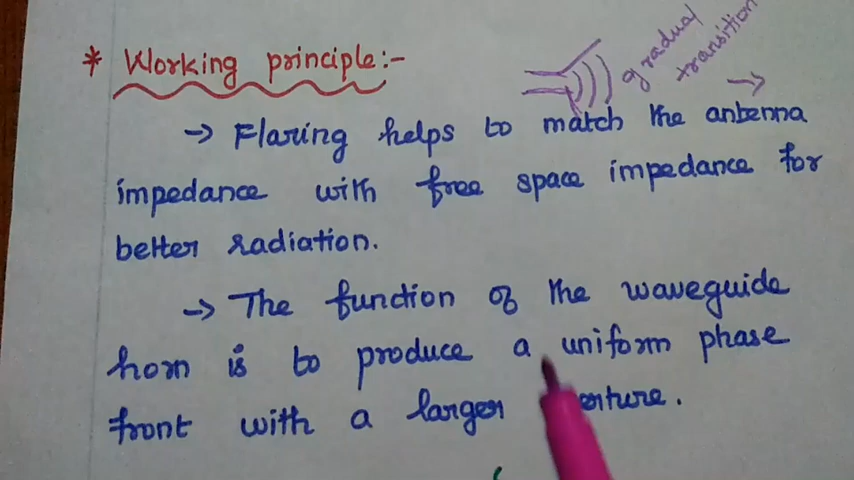 * Working principle:-
gradual
transition
→ Flaring helps to match the antenna
impedance with free space impedance for
better radiation.
→ The function of the waveguide
horn is to produce a uniform phase
front with a larger